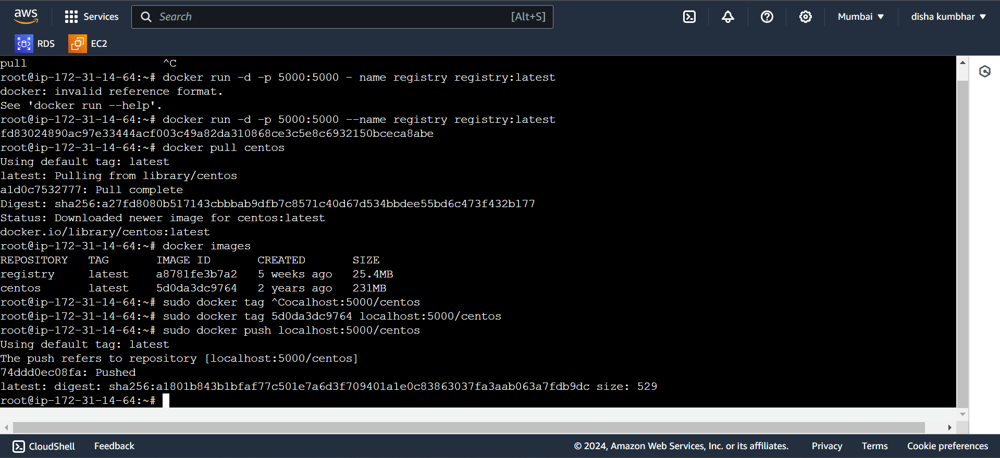 aws
Services
Search [Alt+S]
Mumbai ▼
disha kumbhar ▼
RDS
EC2
pull                    ^C
root@ip-172-31-14-64:~# docker run -d -p 5000:5000 - name registry registry:latest
docker: invalid reference format.
See 'docker run --help'.
root@ip-172-31-14-64:~# docker run -d -p 5000:5000 --name registry registry:latest
fd83024890ac97e33444acf003c49a82da310868ce3c5e8c6932150bceca8abe
root@ip-172-31-14-64:~# docker pull centos
Using default tag: latest
latest: Pulling from library/centos
a1d0c7532777: Pull complete
Digest: sha256:a27fd8080b517143cbbbab9dfb7c8571c40d67d534bbdee55bd6c473f432b177
Status: Downloaded newer image for centos:latest
docker.io/library/centos:latest
root@ip-172-31-14-64:~# docker images
REPOSITORY   TAG       IMAGE ID       CREATED       SIZE
registry     latest    a8781fe3b7a2   5 weeks ago   25.4MB
centos       latest    5d0da3dc9764   2 years ago   231MB
root@ip-172-31-14-64:~# sudo docker tag ^Cocalhost:5000/centos
root@ip-172-31-14-64:~# sudo docker tag 5d0da3dc9764 localhost:5000/centos
root@ip-172-31-14-64:~# sudo docker push localhost:5000/centos
Using default tag: latest
The push refers to repository [localhost:5000/centos]
74ddd0ec08fa: Pushed
latest: digest: sha256:a1801b843b1bfaf77c501e7a6d3f709401a1e0c83863037fa3aab063a7fdb9dc size: 529
root@ip-172-31-14-64:~#
CloudShell
Feedback
© 2024, Amazon Web Services, Inc. or its affiliates.
Privacy
Terms
Cookie preferences